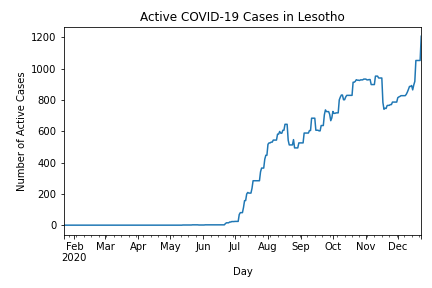 Active COVID-19 Cases in Lesotho
Number of Active Cases
1200
1000
800
600
400
200
0
Feb Mar Apr May Jun Jul Aug Sep Oct Nov Dec
2020
Day